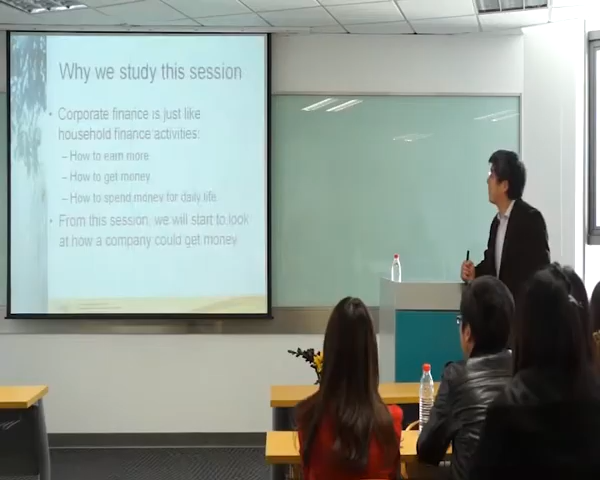 Why we study this session
• Corporate finance is just like
household finance activities:
– How to earn more
– How to get money
– How to spend money for daily life
• From this session, we will start to look
at how a company could get money